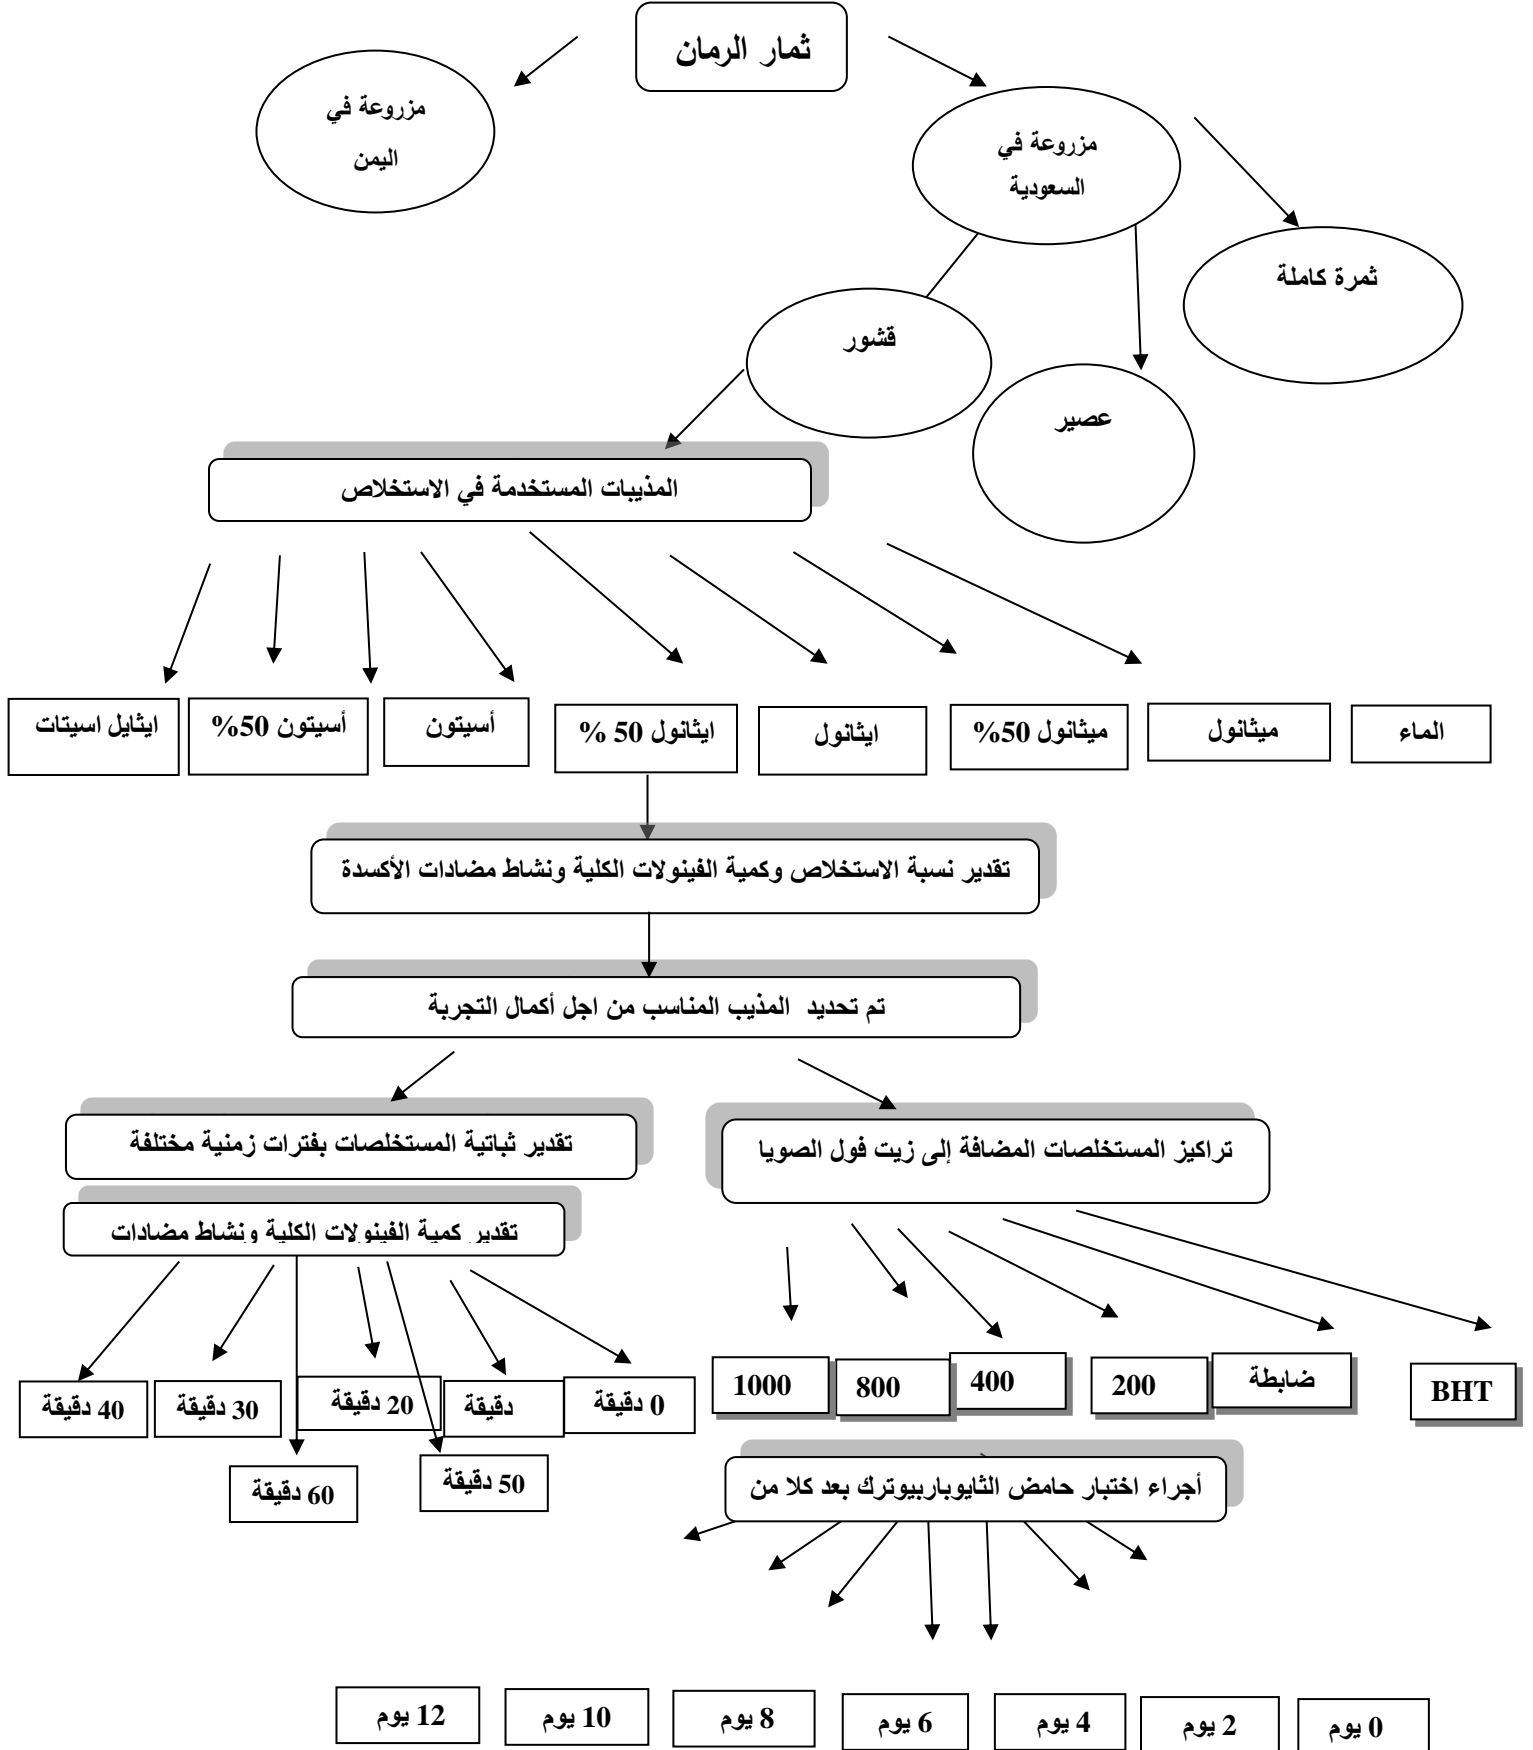 ثمار الرمان
مزروعة في
اليمن
مزروعة في
السعودية
ثمرة كاملة
قشور
عصير
المذيبات المستخدمة في الاستخلاص
الماء
ميثانول
ميثانول 50%
ايثانول
ايثانول 50 %
أسيتون
أسيتون 50%
ايثايل اسيتات
تقدير نسبة الاستخلاص وكمية الفينولات الكلية ونشاط مضادات الأكسدة
تم تحديد المذيب المناسب من اجل أكمال التجربة
تراكيز المستخلصات المضافة إلى زيت فول الصويا
تقدير ثباتية المستخلصات بفترات زمنية مختلفة
تقدير كمية الفينولات الكلية ونشاط مضادات
BHT
ضابطة
200
400
800
1000
0 دقيقة
دقيقة
20 دقيقة
30 دقيقة
40 دقيقة
50 دقيقة
60 دقيقة
أجراء اختبار حامض الثايوباربيوترك بعد كلا من
0 يوم
2 يوم
4 يوم
6 يوم
8 يوم
10 يوم
12 يوم